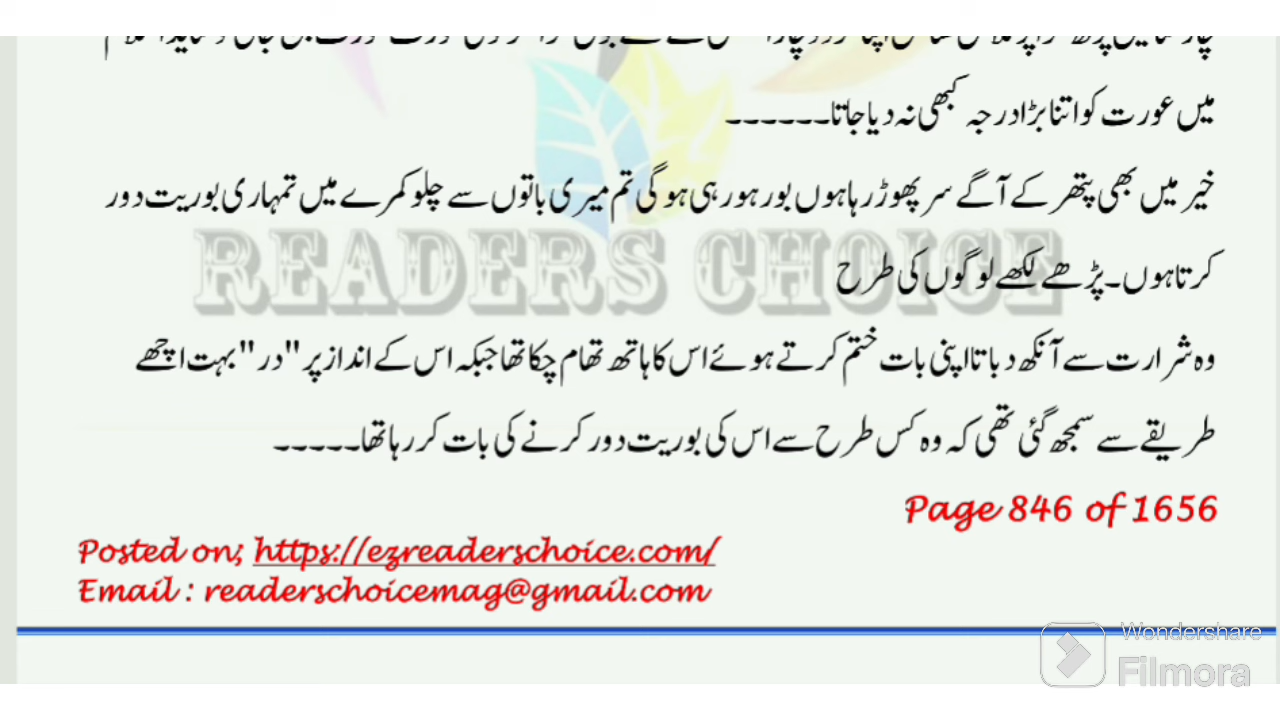 میں عورت کو اتنا بڑا درجہ کبھی نہ دیا جاتا۔۔۔۔۔۔
خیر میں بھی پتھر کے آگے سر پھوڑ رہا ہوں بور ہو رہی ہو گی تم میری باتوں سے چلو کمرے میں تمہاری بوریت دور
کرتا ہوں۔ پڑھے لکھے لوگوں کی طرح
READERS CHOICE
وہ شرارت سے آنکھ دباتا اپنی بات ختم کرتے ہوئے اس کا ہاتھ تھام چکا تھا جبکہ اس کے انداز پر "در" بہت اچھے
طریقے سے سمجھ گئی تھی کہ وہ کس طرح سے اس کی بوریت دور کرنے کی بات کر رہا تھا۔۔۔۔۔
Page 846 of 1656
Posted on; https://ezreaderschoice.com/
Email : readerschoicemag@gmail.com
Wondershare
Filmora